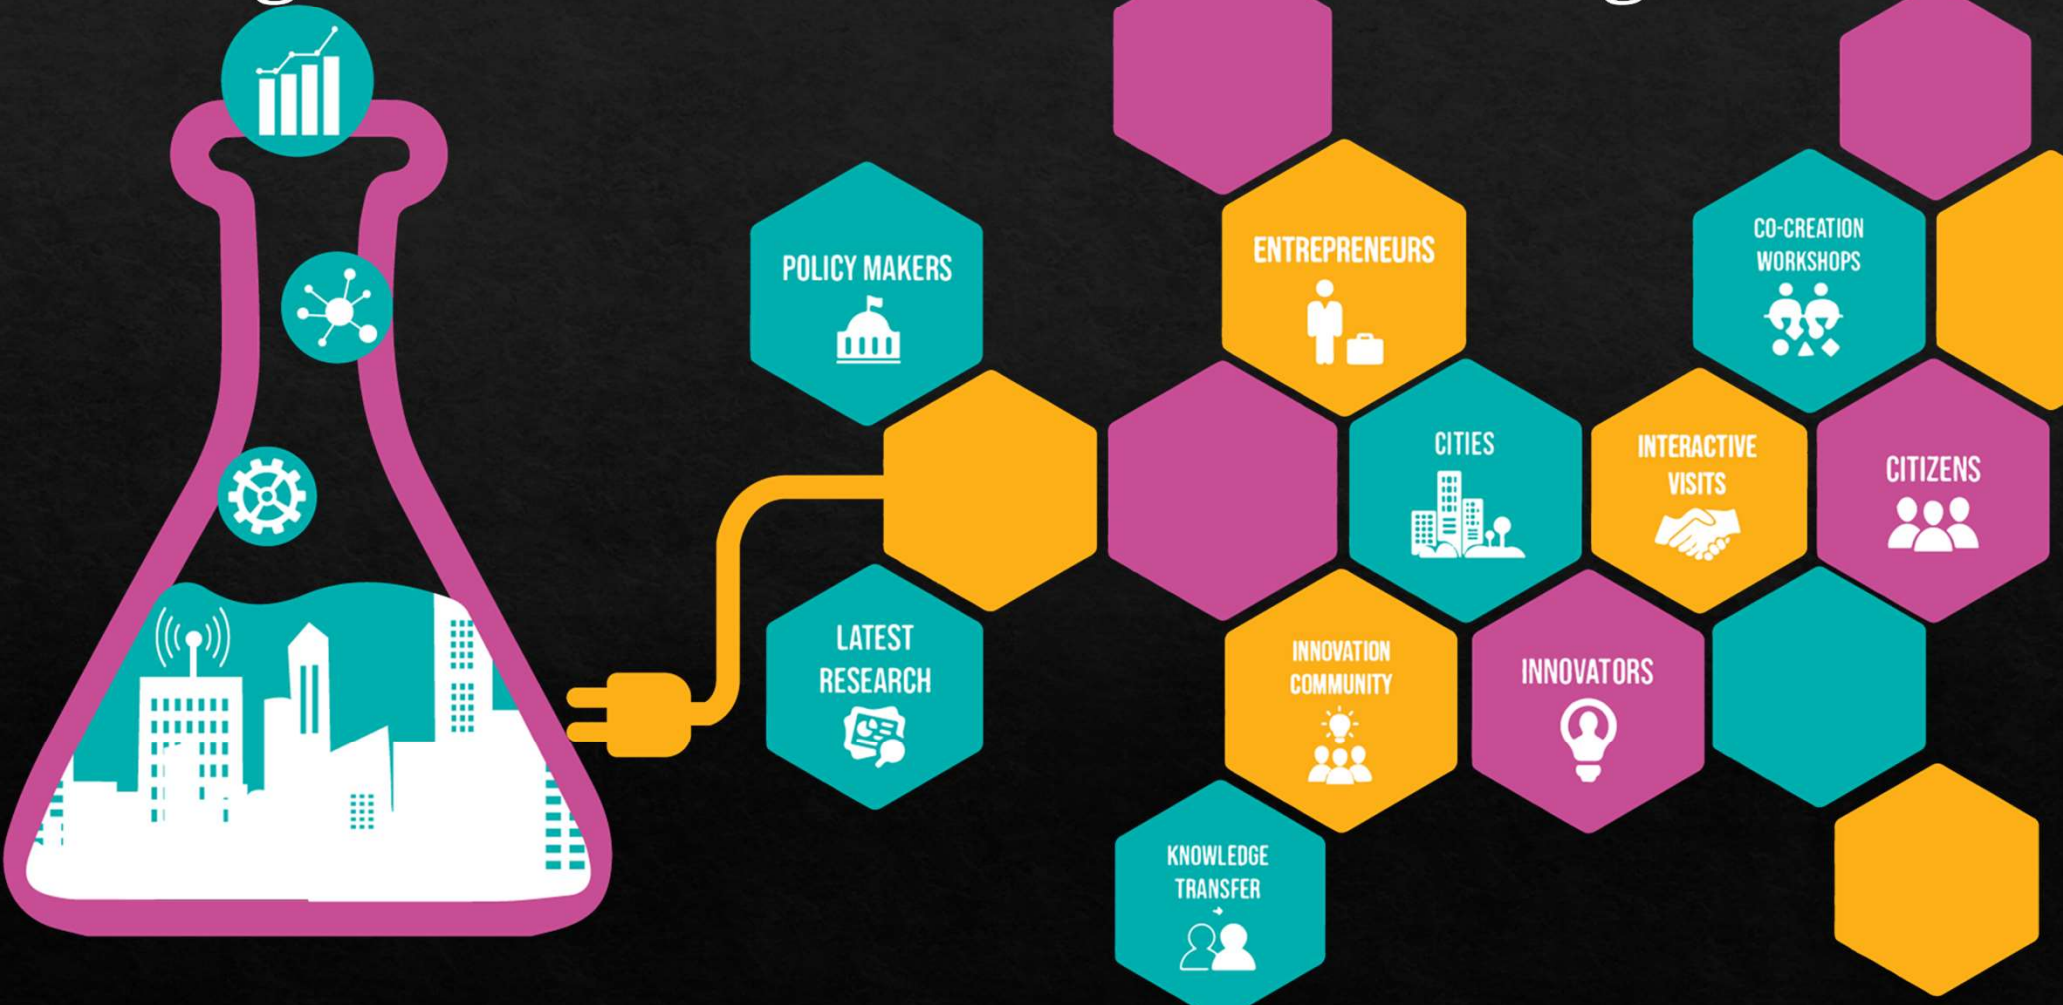 POLICY MAKERS
ENTREPRENEURS
CO-CREATION
WORKSHOPS
CITIES
INTERACTIVE
VISITS
CITIZENS
LATEST
RESEARCH
INNOVATION
COMMUNITY
INNOVATORS
KNOWLEDGE
TRANSFER